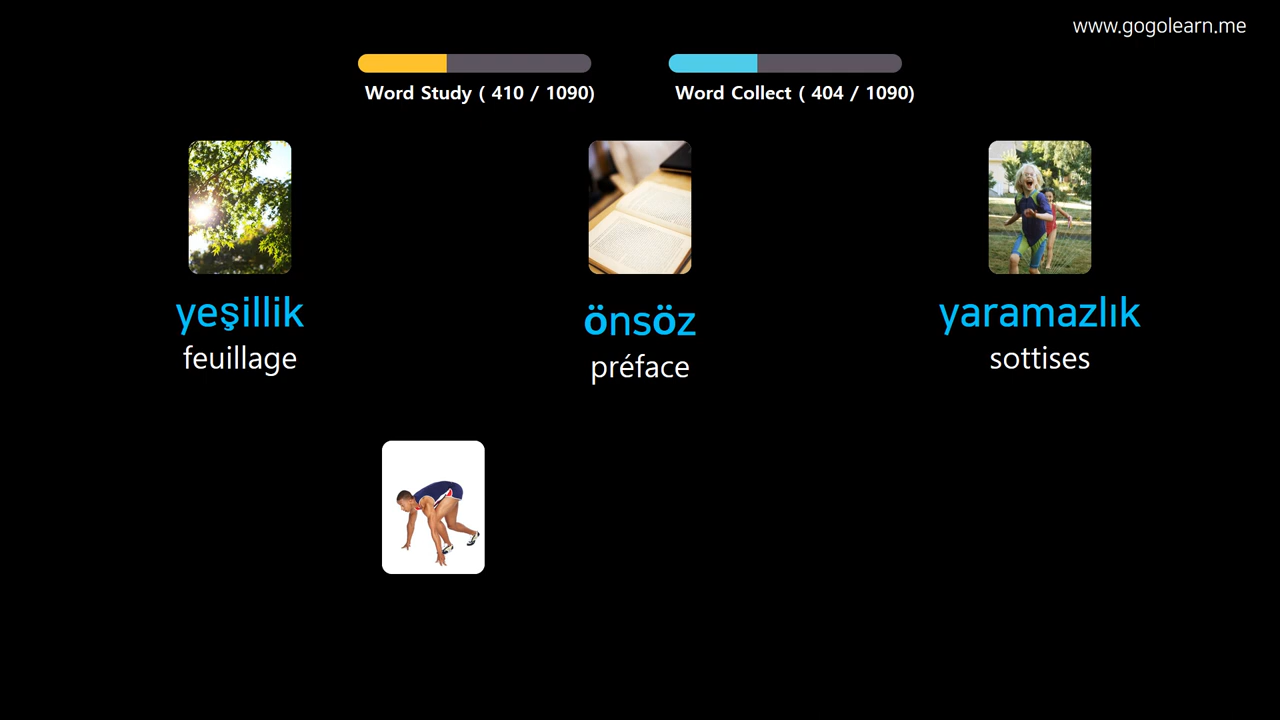 www.gogolearn.me
Word Study ( 410 / 1090)
Word Collect ( 404 / 1090)
yeşillik
feuillage
önsöz
préface
yaramazlık
sottises